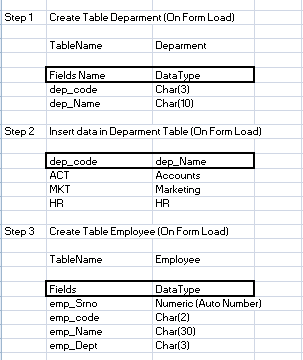 Step 1 Create Table Deparment (On Form Load)
TableName Deparment
Fields Name DataType
dep_code Char(3)
dep_Name Char(10)
Step 2 Insert data in Deparment Table (On Form Load)
dep_code dep_Name
ACT Accounts
MKT Marketing
HR HR
Step 3 Create Table Employee (On Form Load)
TableName Employee
Fields DataType
emp_Srno Numeric (Auto Number)
emp_code Char(2)
emp_Name Char(30)
emp_Dept Char(3)